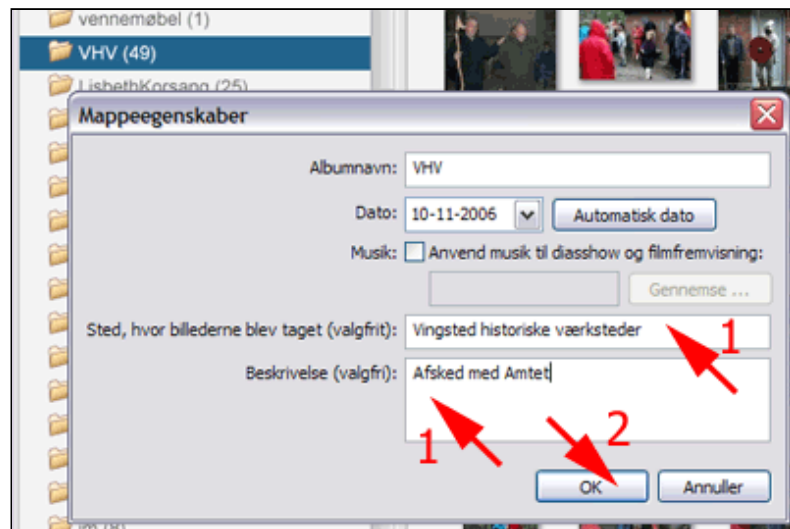 vennemøbel (1)
VHV (49)
LisbethKorsang (25)
Mappeegenskaber
Albumnavn: VHV
Dato: 10-11-2006 Automatisk dato
Musik: Anvend musik til diasshow og filmfremvisning:
Gennemse ...
Sted, hvor billederne blev taget (valgfrit): Vingsted historiske værksteder
1
Beskrivelse (valgfri): Afsked med Amtet
1
2
OK Annuller
im (8)